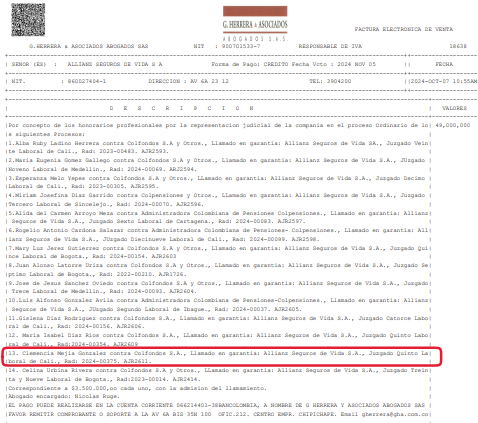 G. HERRERA & ASOCIADOS
ABOGADOS S.A.S.
FACTURA ELECTRONICA DE VENTA
G.HERRERA & ASOCIADOS ABOGADOS SAS NIT : 900701533-7 RESPONSABLE DE IVA 18638
SENOR (ES) : ALLIANZ SEGUROS DE VIDA S A Forma de Pago: CREDITO Fecha Vcto : 2024 NOV 05 || FECHA
NIT. : 860027404-1 DIRECCION : AV 6A 23 12 TEL: 3904200 ||2024-OCT-07 10:55AM
D E S C R I P C I O N | VALORES
|Por concepto de los honorarios profesionales por la representacion judicial de la compania en el proceso Ordinario de lo| 49,000,000
|s siguientes Procesos:
|1.Alba Ruby Ladino Herrera contra Colfondos S.A y Otros., Llamado en garantia: Allianz Seguros de Vida SA., Juzgado Vein|
|te Laboral de Cali., Rad: 2023-00483. AJR2593.
|2.Maria Eugenia Gomez Gallego contra Colfondos S.A y Otros., Llamado en garantia: Allianz Seguros de Vida S.A., JUzgado|
|Noveno Laboral de Medellin., Rad: 2024-00069. ARJ2594.
|3.Esperanza Melo Yepes contra Colfondos S.A y Otros., LLamado en garantia: Allianz Seguros de Vida S.A., Juzgado Decimo|
|Laboral de Cali., Rad: 2023-00305. AJR2595.
|4.Miriam Josefina Diaz Garrido contra Colpensiones y Otros., LLamado en garantia: Allianz Seguros de Vida S.A., Juzgado|
|Tercero Laboral de Sincelejo., Rad: 2024-00070. AJR2596.
|5.Alida del Carmen Arroyo Meza contra Administradora Colombiana de Pensiones Colpensiones., Llamado en garantia: Allianz|
|Seguros de Vida S.A., Juzgado Sexto Laboral de Cartagena., Rad: 2024-00083. AJR2597.
|6.Rogelio Antonio Cardona Salazar contra Administradora Colombiana de Pensiones- Colpensiones., Llamado en garantia: All|
|ianz Seguros de Vida S.A., Juzgado Diecinueve Laboral de Cali., Rad: 2024-00099. AJR2598.
|7.Mary Luz Jerez Gutierrez contra Colfondos S.A y Otros., LLamado en garantia: Allianz Seguros de Vida S.A., Juzgado Qui|
|nce Laboral de Bogota., Rad: 2024-00154. AJR2603
|8.Juan Alonso Latorre Uriza contra Colfondos S.A y Otros., Llamado en garantia: Allianz Seguros de Vida S.A., Juzgado Se|
|ptimo Laboral de Bogota., Rad: 2022-00210. AJR1726.
|9.Jose de Jesus Sanchez Oviedo contra Colfondos S.A y Otros., LLamado en garantia: Allianz Seguros de Vida S.A., Juzgado|
|Trece Laboral de Medellin., Rad: 2024-00093. AJR2604.
|10.Luis Alfonso Gonzales Avila contra Administradora Colombiana de Pensiones-Colpensiones., LLamado en garantia: Allianz|
|Seguros de Vida S.A., Juzgado Segundo Laboral de Ibague., Rad: 2024-00037. AJR2605.
|11.Gislena Diaz Rodriguez contra Colfondos S.A., Llamado en garantia: Allianz Seguros de Vida S.A., Juzgado Catorce Labo|
|ral de Cali., Rad: 2024-00156. AJR2606.
|12. Maria Isabel Diaz Rios contra Colfondos S.A., LLamado en garantia: Allianz Seguros de Vida S.A., Juzgado Quinto Labo|
|ral de Cali., Rad: 2024-00354. AJR2609
|13. Clemencia Mejia Gonzalez contra Colfondos S.A., Llamado en garantia: Allianz Seguros de Vida S.A., Juzgado Quinto La|
|boral de Cali., Rad: 2024-00375. AJR2611.
|14. Celina Urbina Rivera contra Colfondos S.A., Llamado en garantia: Allianz Seguros de Vida S.A., Juzgado Trein|
|ta y Nueve Laboral de Bogota., Rad:2023-00014. AJR2414.
|Correspondiente a $3.500.000,oo cada uno, con la admision del llamamiento.
|Abogado encargado: Nicolas Ruge.
|EL PAGO PUEDE REALIZARSE EN LA CUENTA CORRIENTE 066214401-38BANCOLOMBIA, A NOMBRE DE G HERRERA Y ASOCIADOS ABOGADOS SAS |
|FAVOR REMITIR COMPROBANTE O SOPORTE A LA AV 6A BIS 35N 100 OFIC.212. CENTRO EMPR. CHIPICHAPE. Email gherrera@gha.com.co|